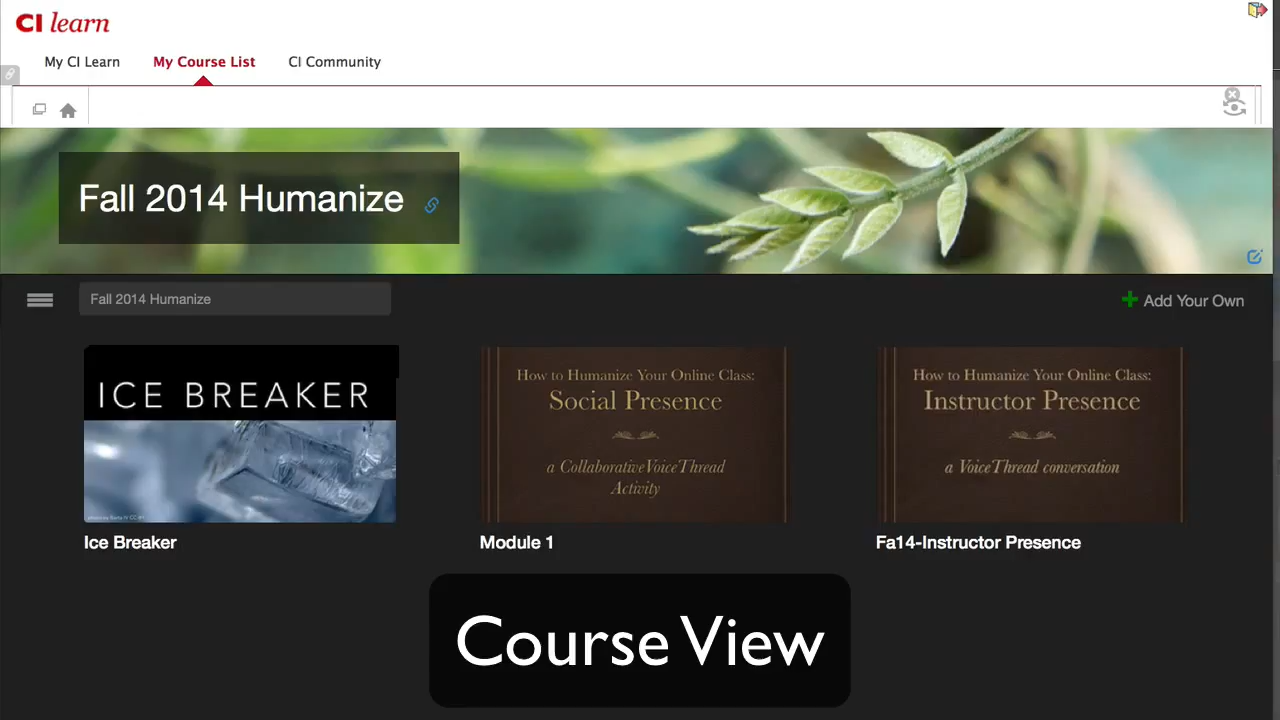 CI learn
My CI Learn
My Course List
CI Community
Fall 2014 Humanize
Fall 2014 Humanize
Add Your Own
ICE BREAKER
Ice Breaker
How to Humanize Your Online Class:
Social Presence
a Collaborative VoiceThread
Activity
Module 1
How to Humanize Your Online Class:
Instructor Presence
a VoiceThread conversation
Fa14-Instructor Presence
Course View